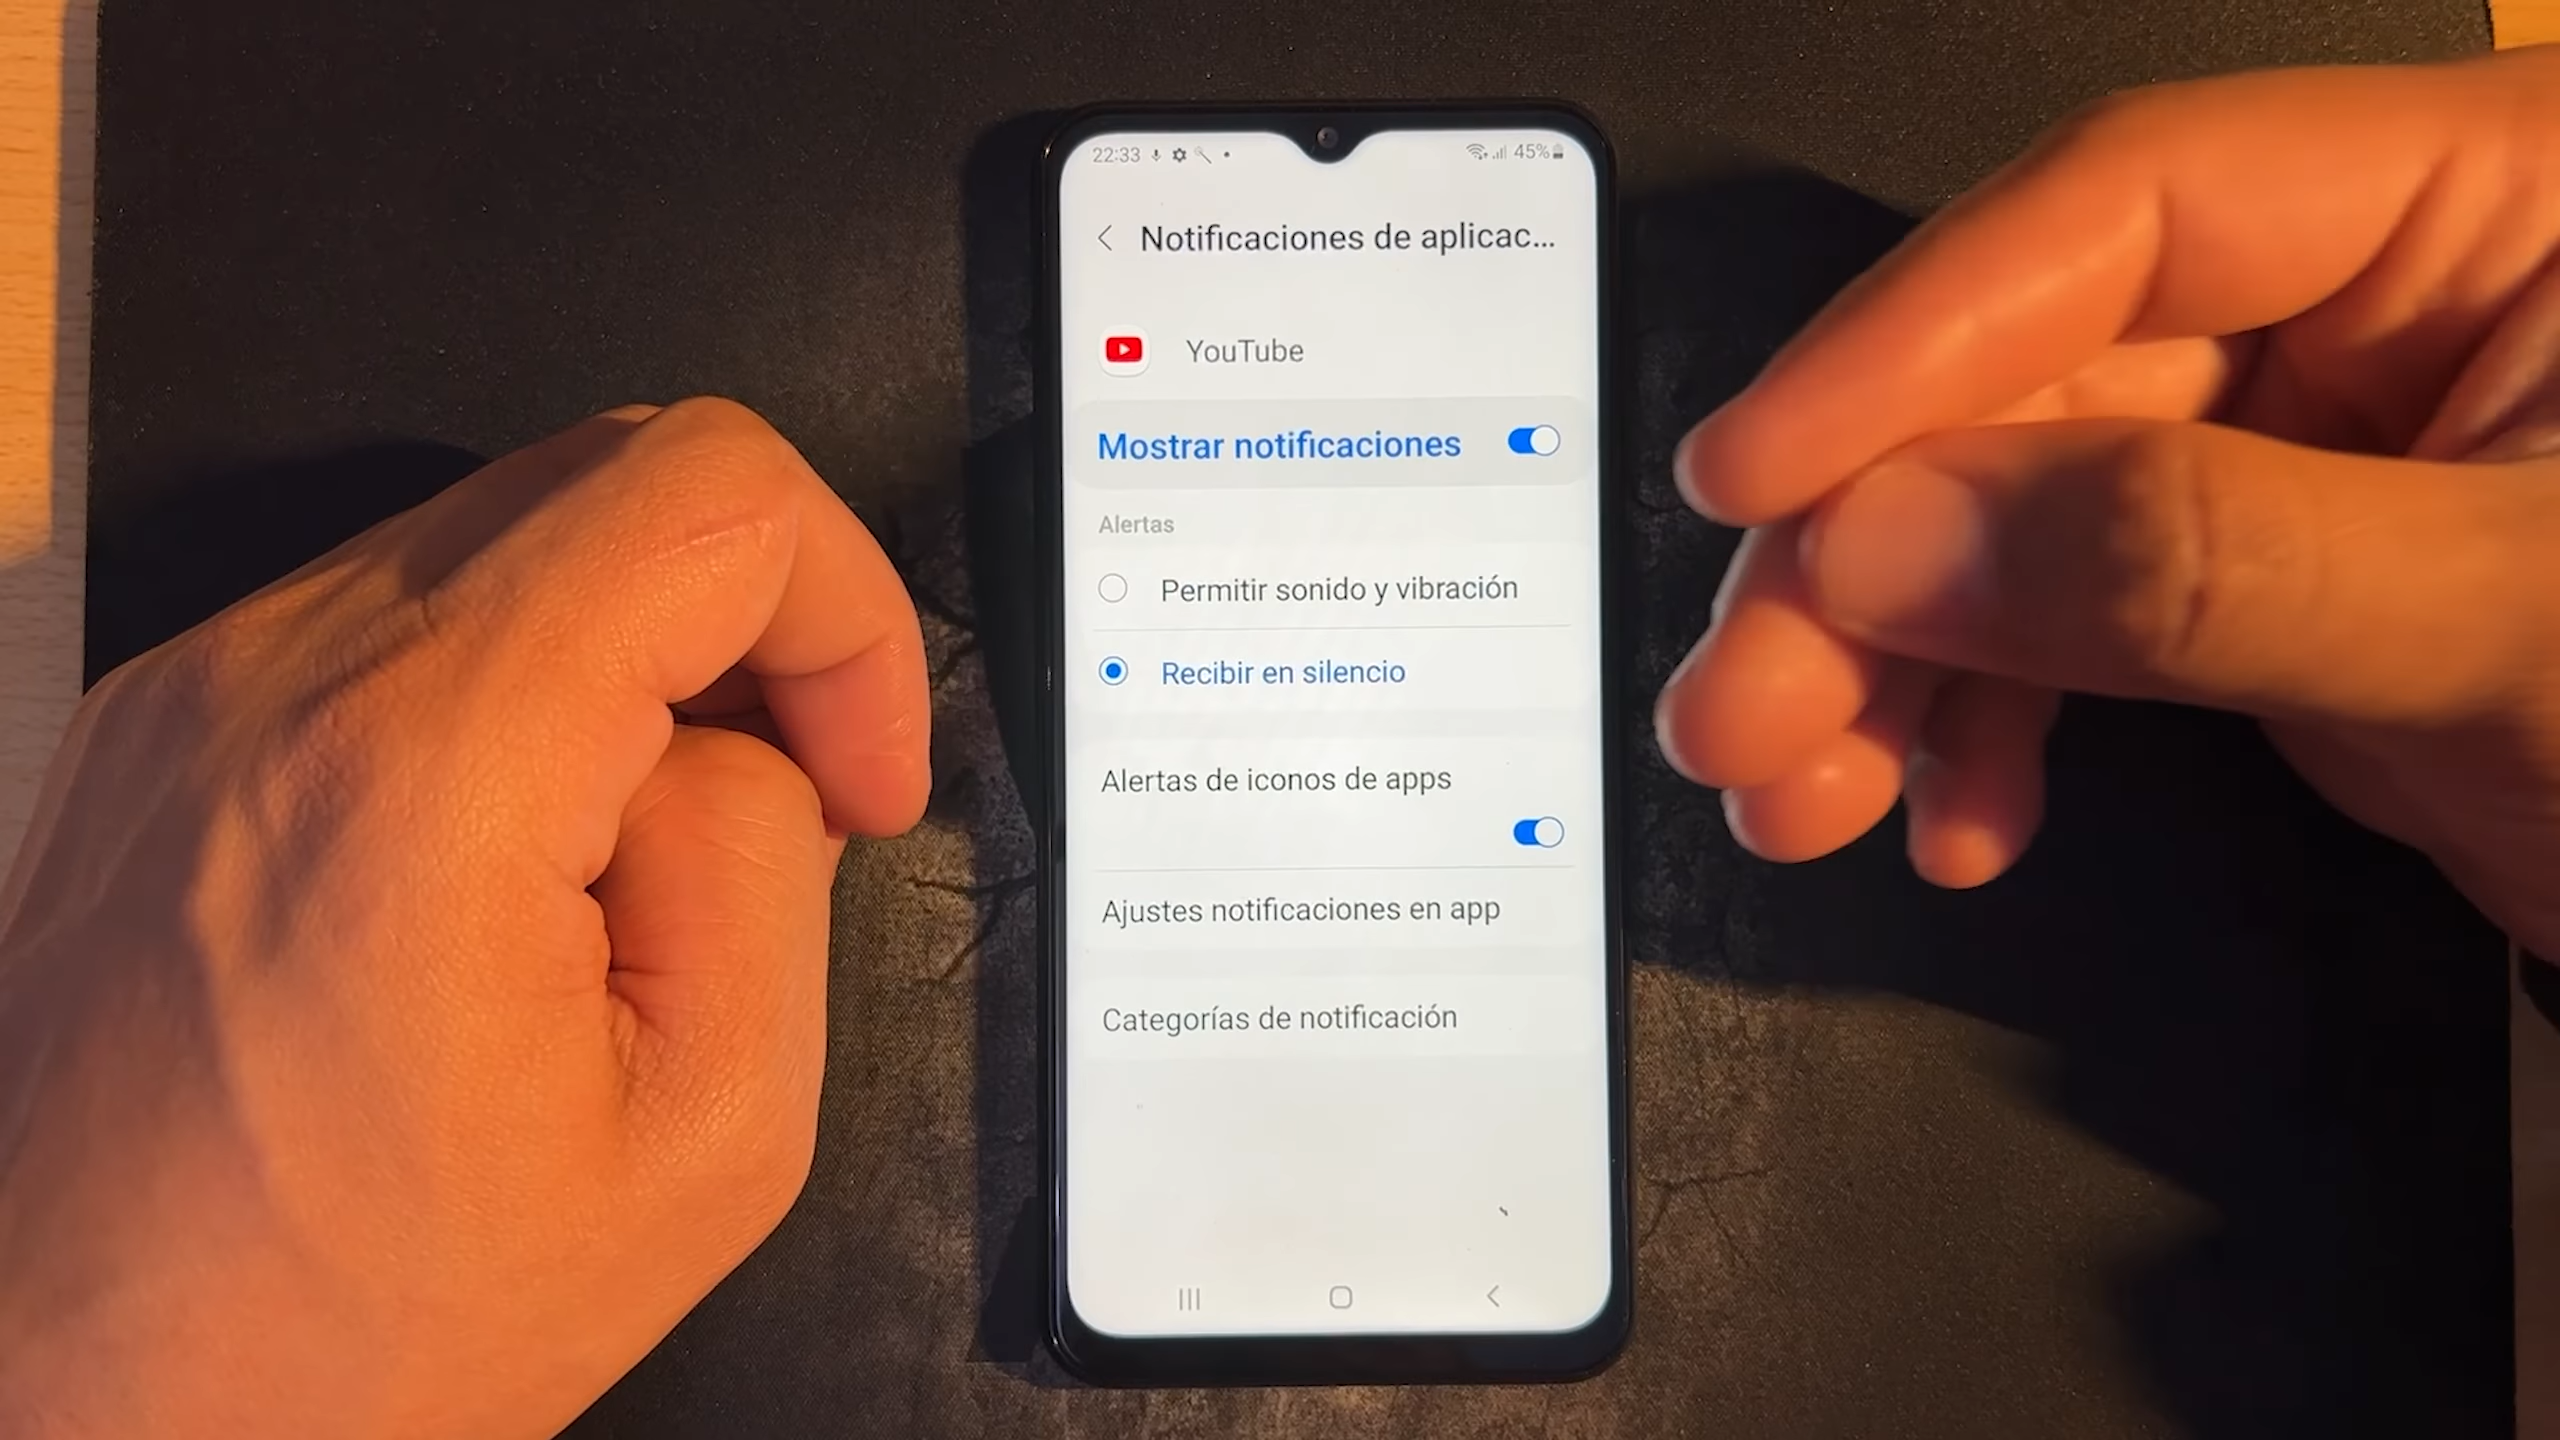 22:33
45%
Notificaciones de aplicac...
YouTube
Mostrar notificaciones
Alertas
Permitir sonido y vibración
Recibir en silencio
Alertas de iconos de apps
Ajustes notificaciones en app
Categorías de notificación